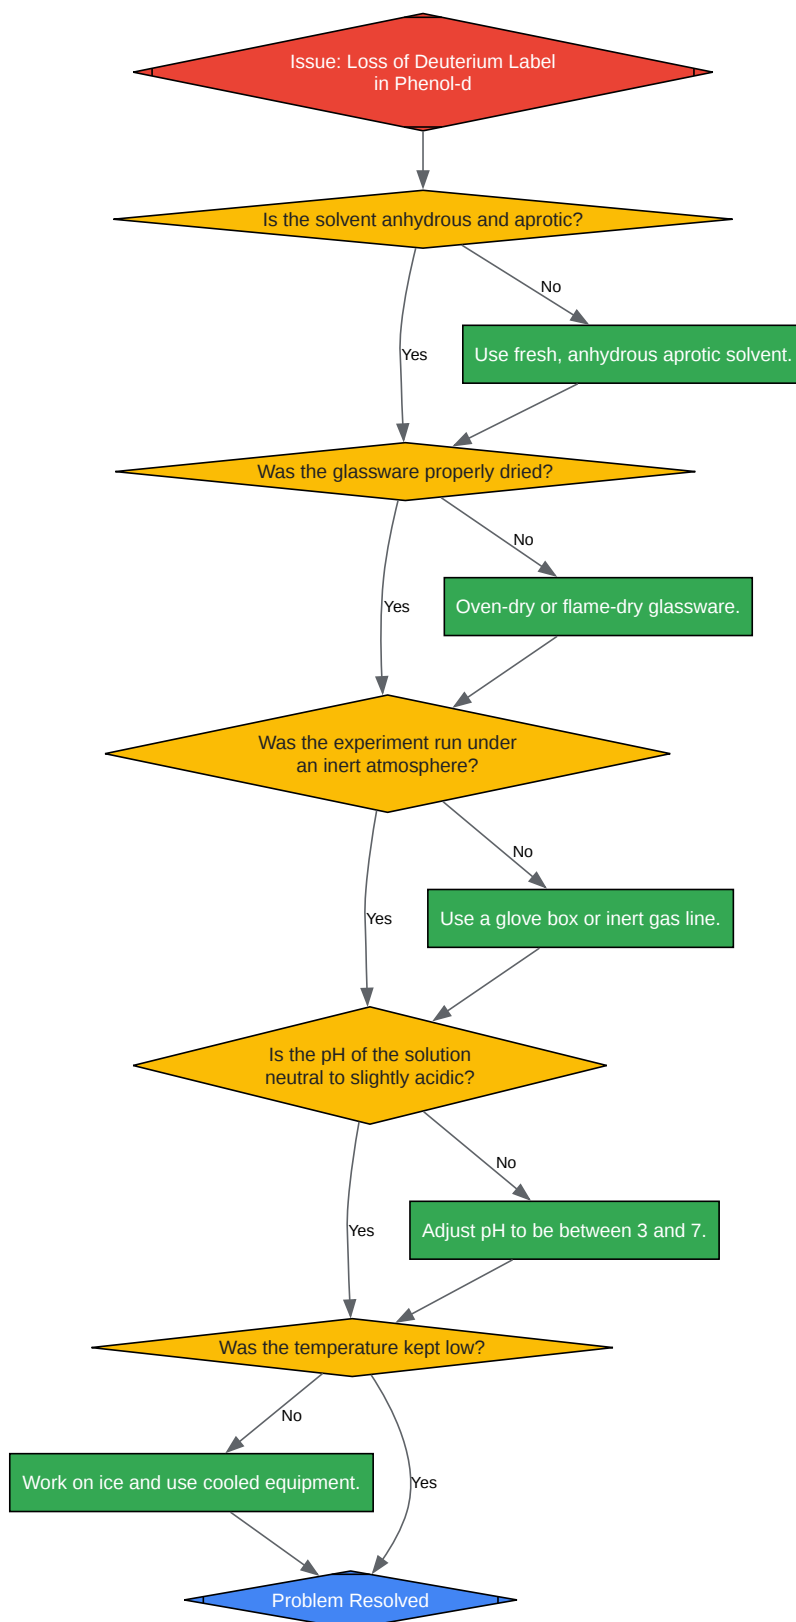 Issue: Loss of Deuterium Label
in Phenol-d
Is the solvent anhydrous and aprotic?
No
Yes
Use fresh, anhydrous aprotic solvent.
Was the glassware properly dried?
No
Yes
Oven-dry or flame-dry glassware.
Was the experiment run under
an inert atmosphere?
No
Yes
Use a glove box or inert gas line.
Is the pH of the solution
neutral to slightly acidic?
No
Yes
Adjust pH to be between 3 and 7.
Was the temperature kept low?
No
Yes
Work on ice and use cooled equipment.
Problem Resolved